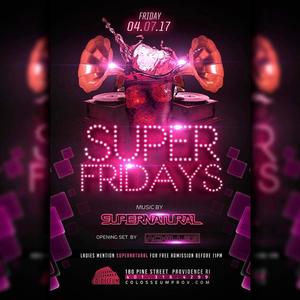 FRIDAY
04.07.17
SUPER
FRIDAYS
MUSIC BY
SUPERNATURAL
OPENING SET BY
LADIES MENTION SUPERNATURAL FOR FREE ADMISSION BEFORE 11PM
180 PINE STREET PROVIDENCE RI
COLOSSEUMPROV.COM